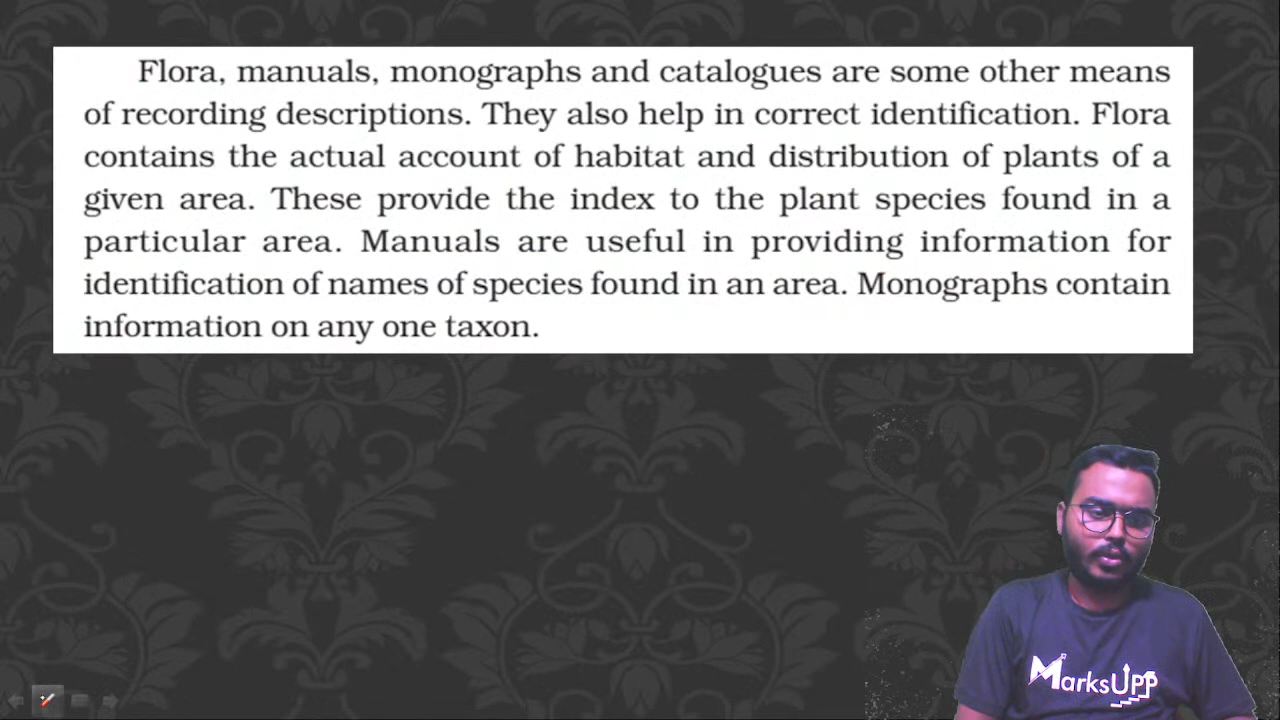 Flora, manuals, monographs and catalogues are some other means
of recording descriptions. They also help in correct identification. Flora
contains the actual account of habitat and distribution of plants of a
given area. These provide the index to the plant species found in a
particular area. Manuals are useful in providing information for
identification of names of species found in an area. Monographs contain
information on any one taxon.
MarksUPP